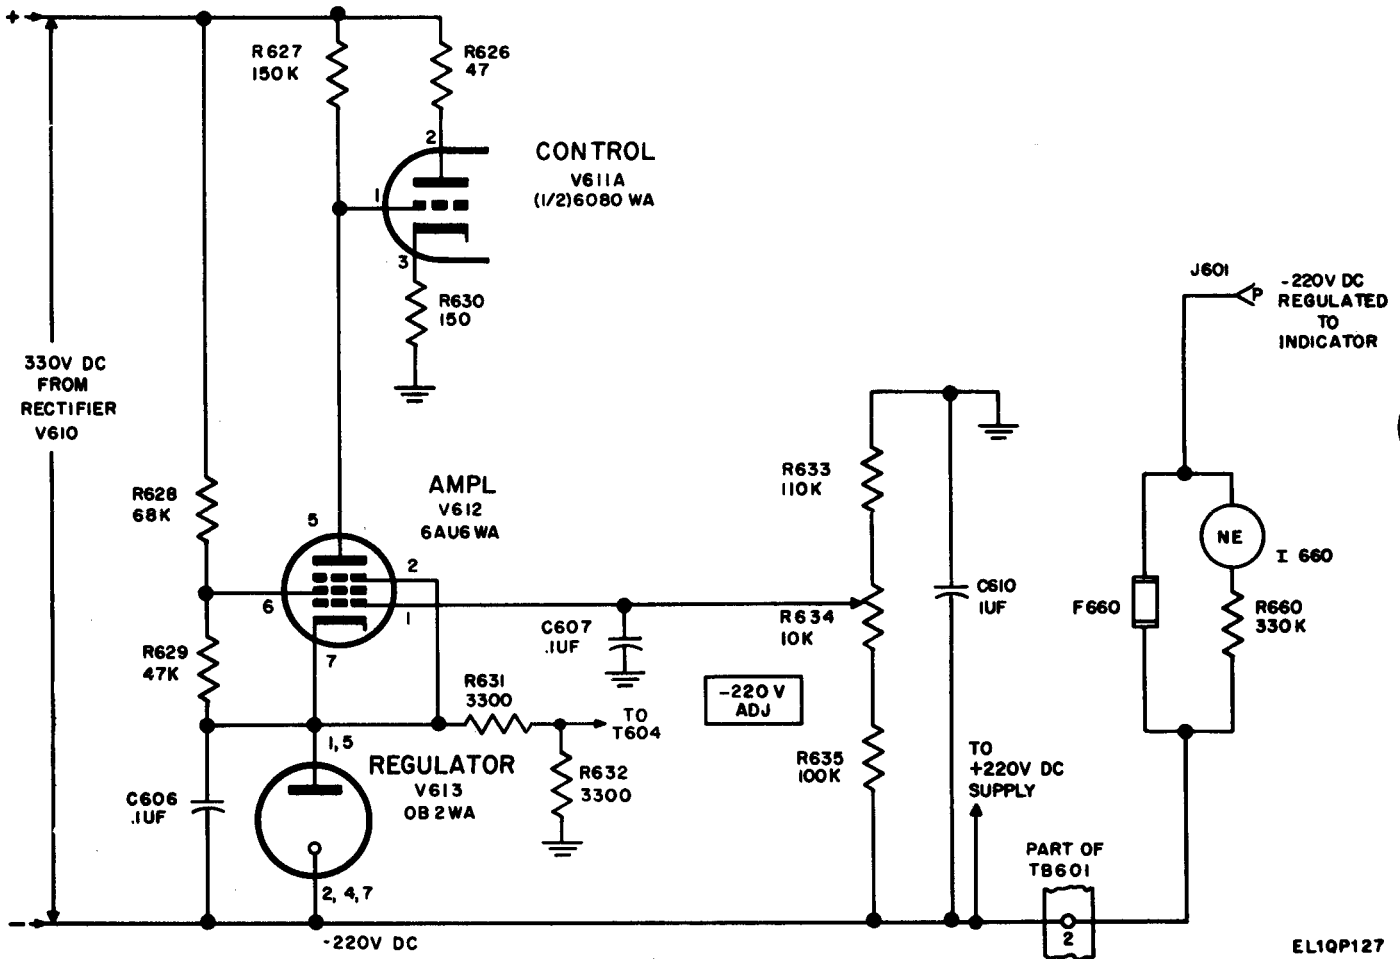 +
R627
150K
R626
47
2
CONTROL
V611A
(1/2)6080 WA
1
3
R630
150
J601
P
-220V DC
REGULATED
TO
INDICATOR
330V DC
FROM
RECTIFIER
V610
R628
68K
AMPL
V612
6AU6WA
5
2
6
1
7
R633
110K
C610
1UF
NE
I 660
F660
R660
330K
C607
.1UF
R634
10K
R629
47K
R631
3300
-220 V
ADJ
TO
T604
1,5
REGULATOR
V613
OB2WA
R632
3300
R635
100K
TO
+220V DC
SUPPLY
C606
.1UF
2, 4, 7
PART OF
TB601
2
-
-220V DC
EL1QP127